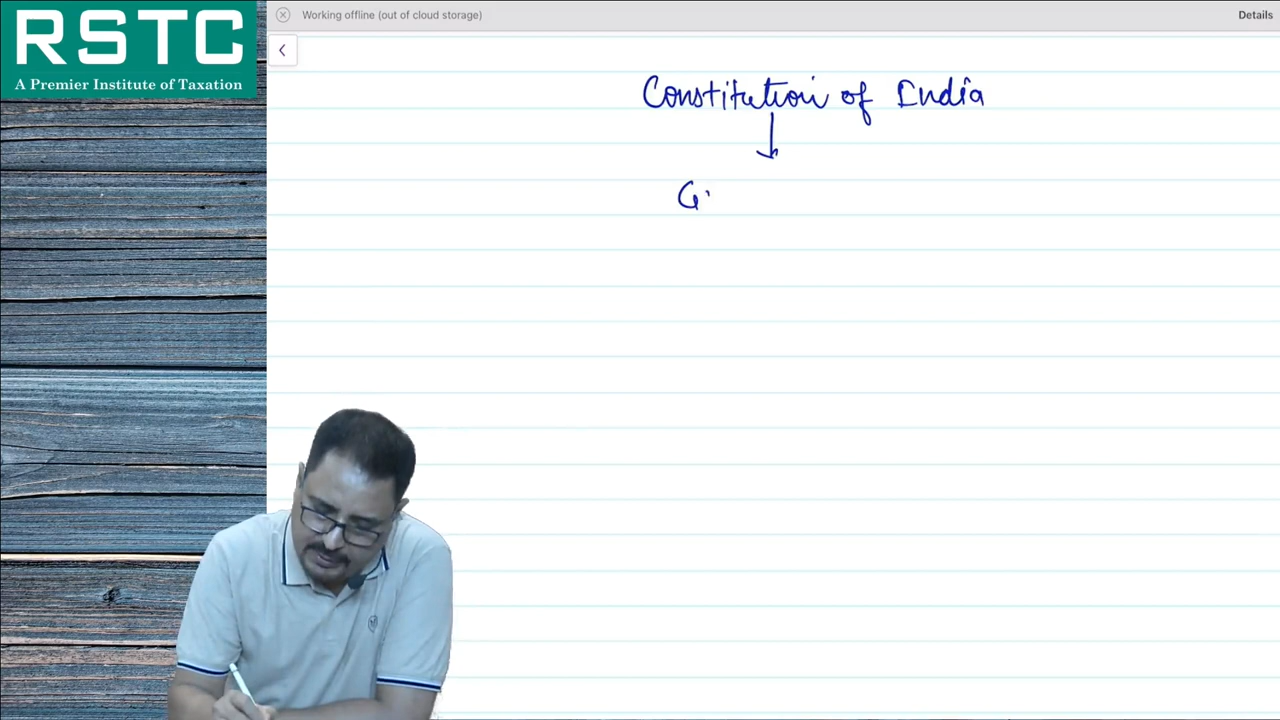 RSTC
A Premier Institute of Taxation
Working offline (out of cloud storage)
Details
Constitution of India
G